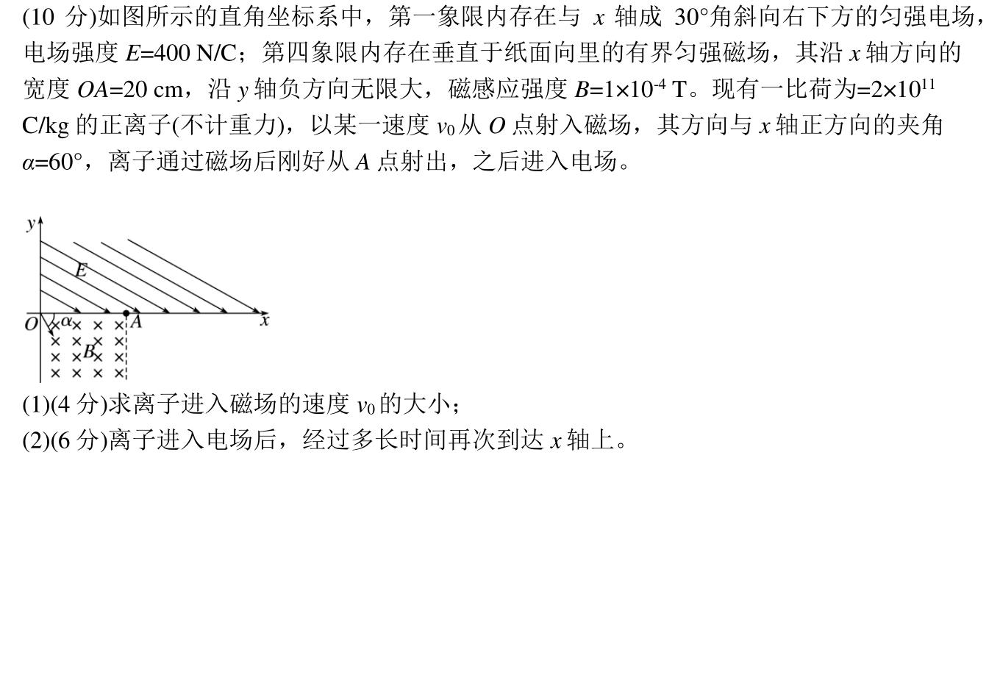 (10 分)如图所示的直角坐标系中，第一象限内存在与 x 轴成 30°角斜向右下方的匀强电场，
电场强度 E=400 N/C；第四象限内存在垂直于纸面向里的有界匀强磁场，其沿 x 轴方向的
宽度 OA=20 cm，沿 y 轴负方向无限大，磁感应强度 B=1×10⁻⁴ T。现有一比荷为=2×10¹¹
C/kg 的正离子(不计重力)，以某一速度 v₀ 从 O 点射入磁场，其方向与 x 轴正方向的夹角
α=60°，离子通过磁场后刚好从 A 点射出，之后进入电场。
y
E
O α A x
B
(1)(4 分)求离子进入磁场的速度 v₀ 的大小；
(2)(6 分)离子进入电场后，经过多长时间再次到达 x 轴上。